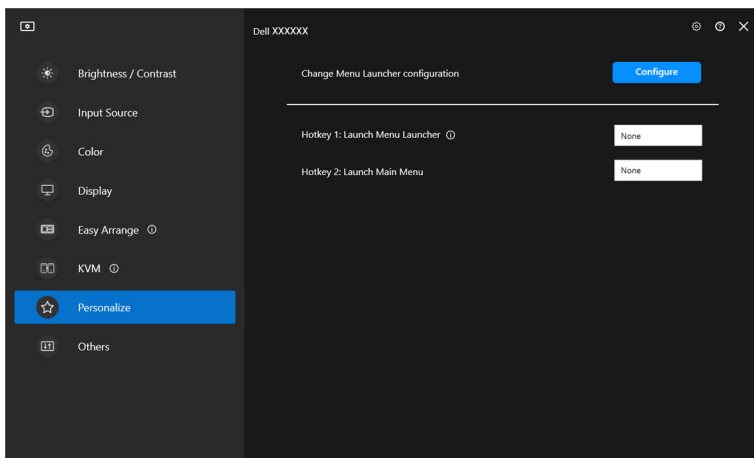 Dell XXXXXX
Brightness / Contrast
Input Source
Color
Display
Easy Arrange
KVM
Personalize
Others
Change Menu Launcher configuration
Configure
Hotkey 1: Launch Menu Launcher
None
Hotkey 2: Launch Main Menu
None